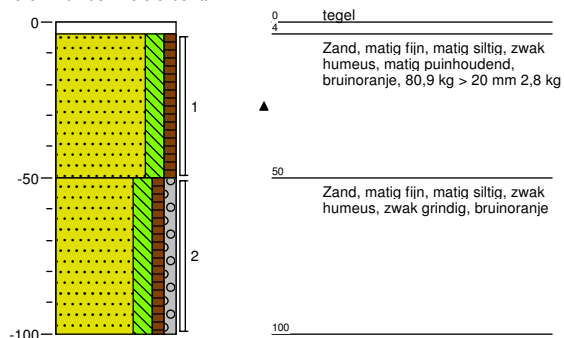 0
-50
-100
1
2
0
tegel
4
Zand, matig fijn, matig siltig, zwak
humeus, matig puinhoudend,
bruinoranje, 80,9 kg > 20 mm 2,8 kg
50
Zand, matig fijn, matig siltig, zwak
humeus, zwak grindig, bruinoranje
100